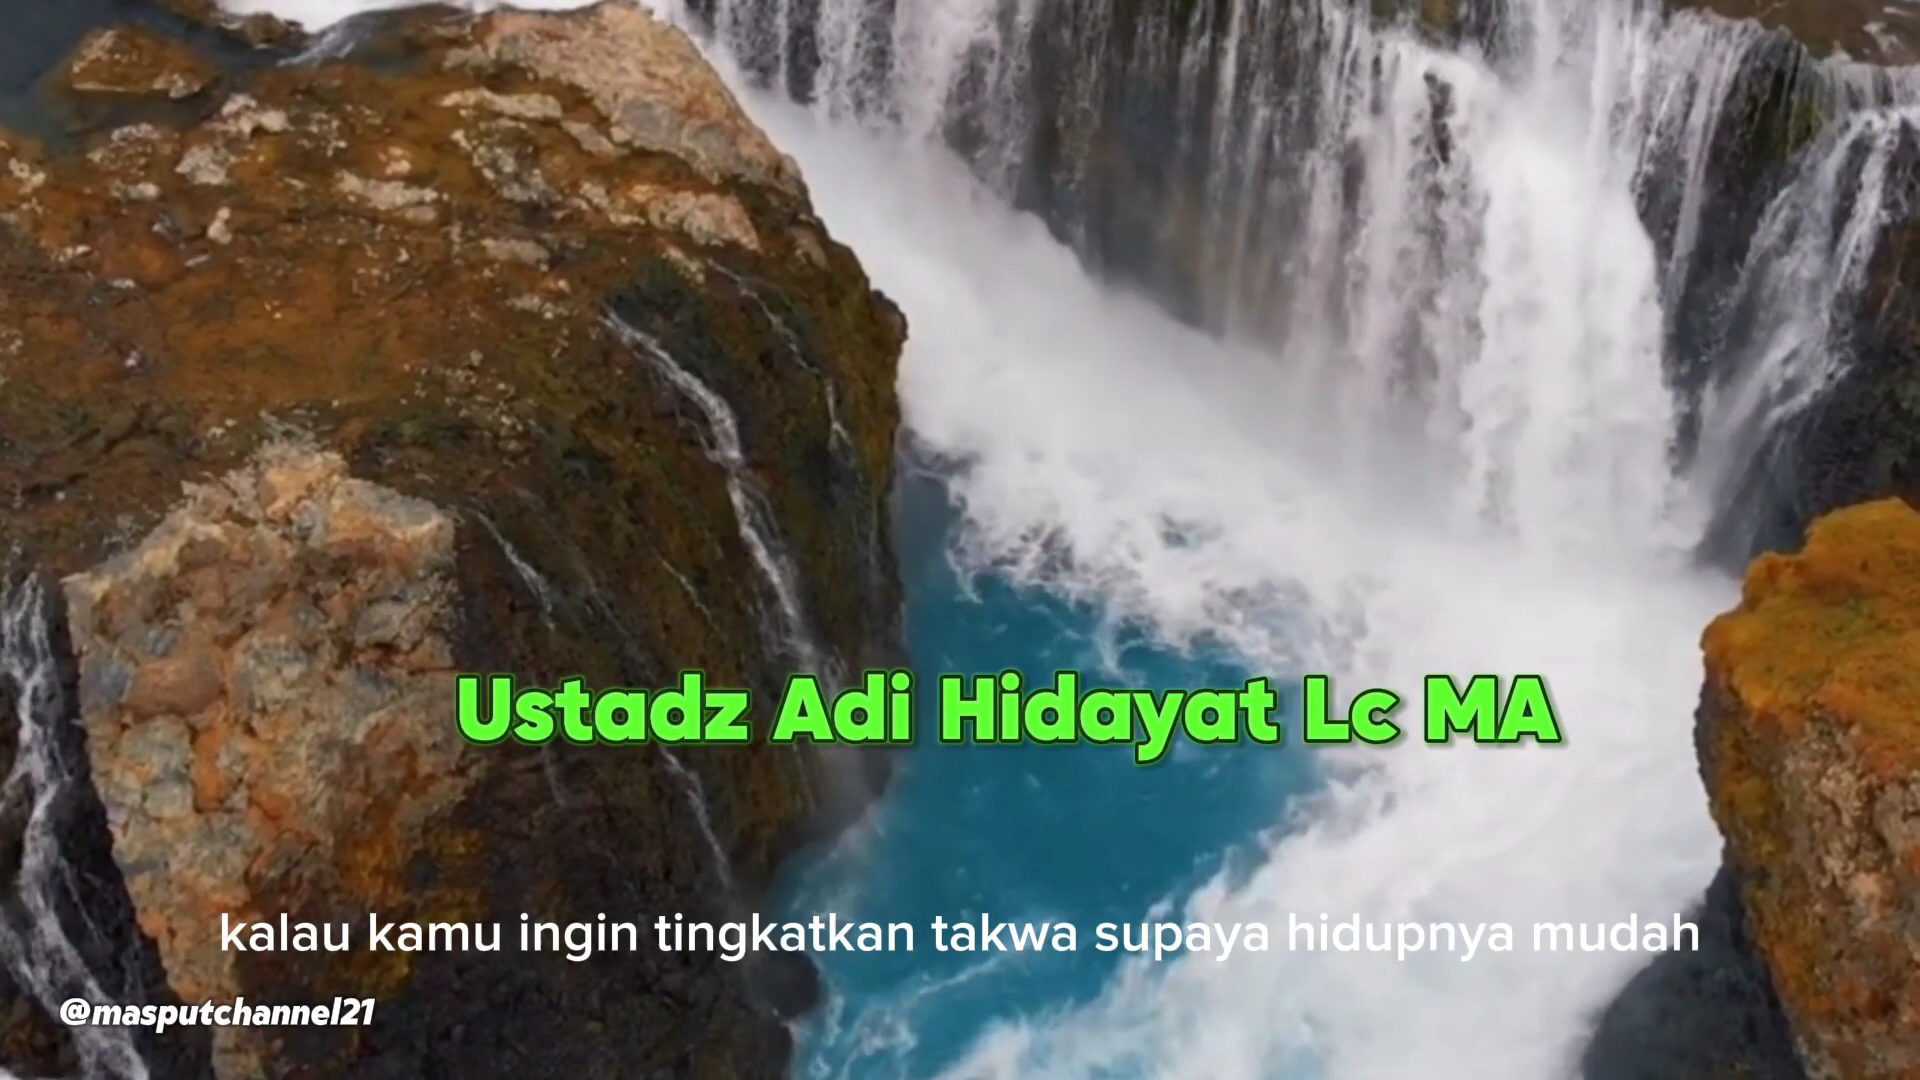 Ustadz Adi Hidayat Lc MA
kalau kamu ingin tingkatkan takwa supaya hidupnya mudah
@masputchannel21